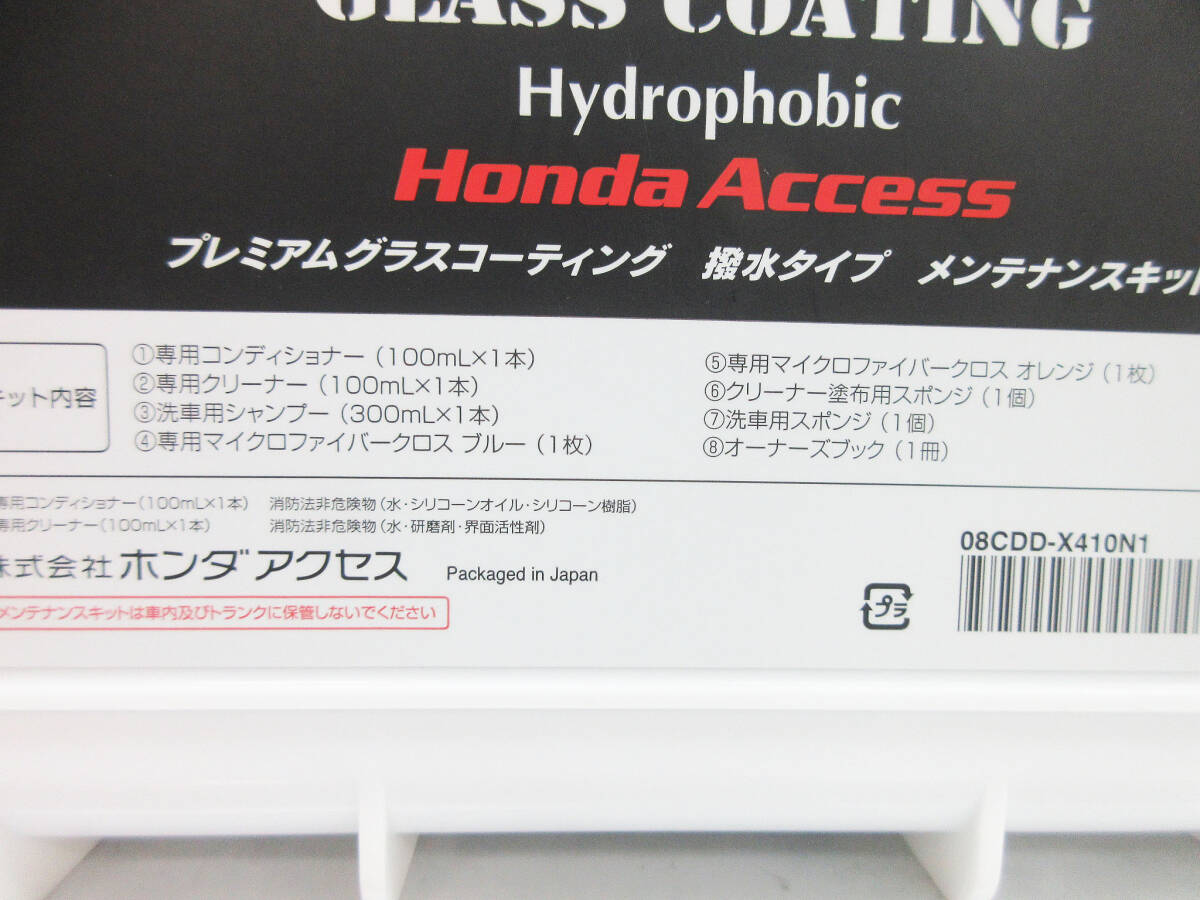 GLASS COATING
Hydrophobic
Honda Access
プレミアムグラスコーティング 撥水タイプ メンテナンスキット
キット内容
①専用コンディショナー（100mL×1本）
②専用クリーナー（100mL×1本）
③洗車用シャンプー（300mL×1本）
④専用マイクロファイバークロス ブルー（1枚）
⑤専用マイクロファイバークロス オレンジ（1枚）
⑥クリーナー塗布用スポンジ（1個）
⑦洗車用スポンジ（1個）
⑧オーナーズブック（1冊）
専用コンディショナー（100mL×1本） 消防法非危険物（水・シリコーンオイル・シリコーン樹脂）
専用クリーナー（100mL×1本） 消防法非危険物（水・研磨剤・界面活性剤）
株式会社 ホンダアクセス Packaged in Japan
メンテナンスキットは車内及びトランクに保管しないでください
プラ
08CDD-X410N1